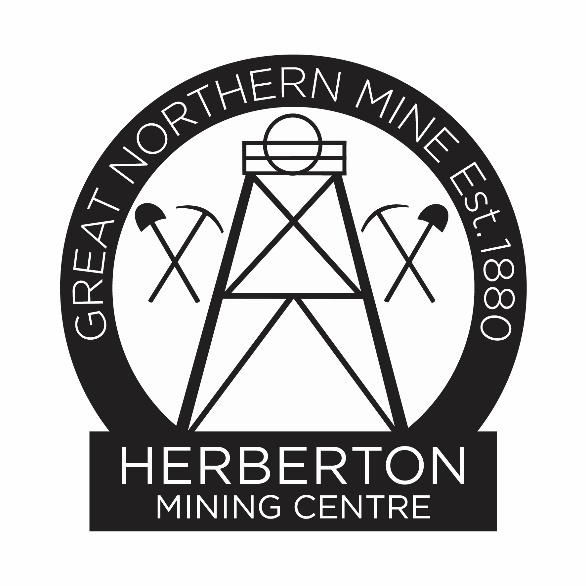 GREAT NORTHERN MINE Est.1880
HERBERTON
MINING CENTRE